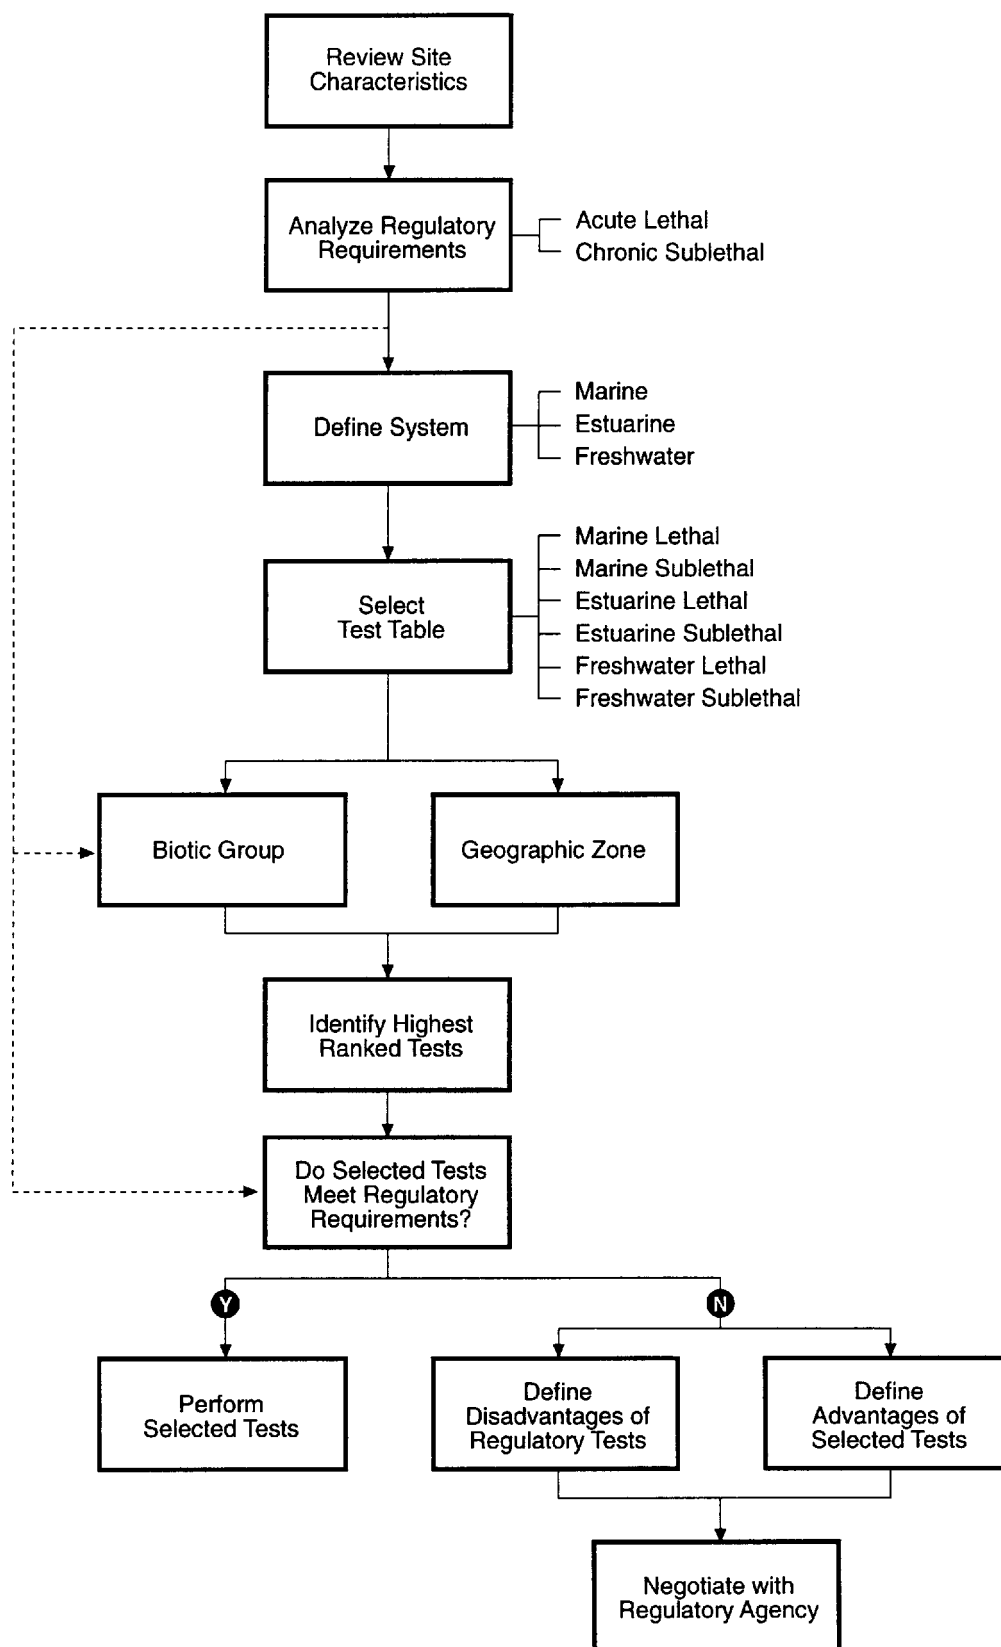 Review Site
Characteristics
Analyze Regulatory
Requirements
Acute Lethal
Chronic Sublethal
Define System
Marine
Estuarine
Freshwater
Select
Test Table
Marine Lethal
Marine Sublethal
Estuarine Lethal
Estuarine Sublethal
Freshwater Lethal
Freshwater Sublethal
Biotic Group
Geographic Zone
Identify Highest
Ranked Tests
Do Selected Tests
Meet Regulatory
Requirements?
Y
N
Perform
Selected Tests
Define
Disadvantages of
Regulatory Tests
Define
Advantages of
Selected Tests
Negotiate with
Regulatory Agency